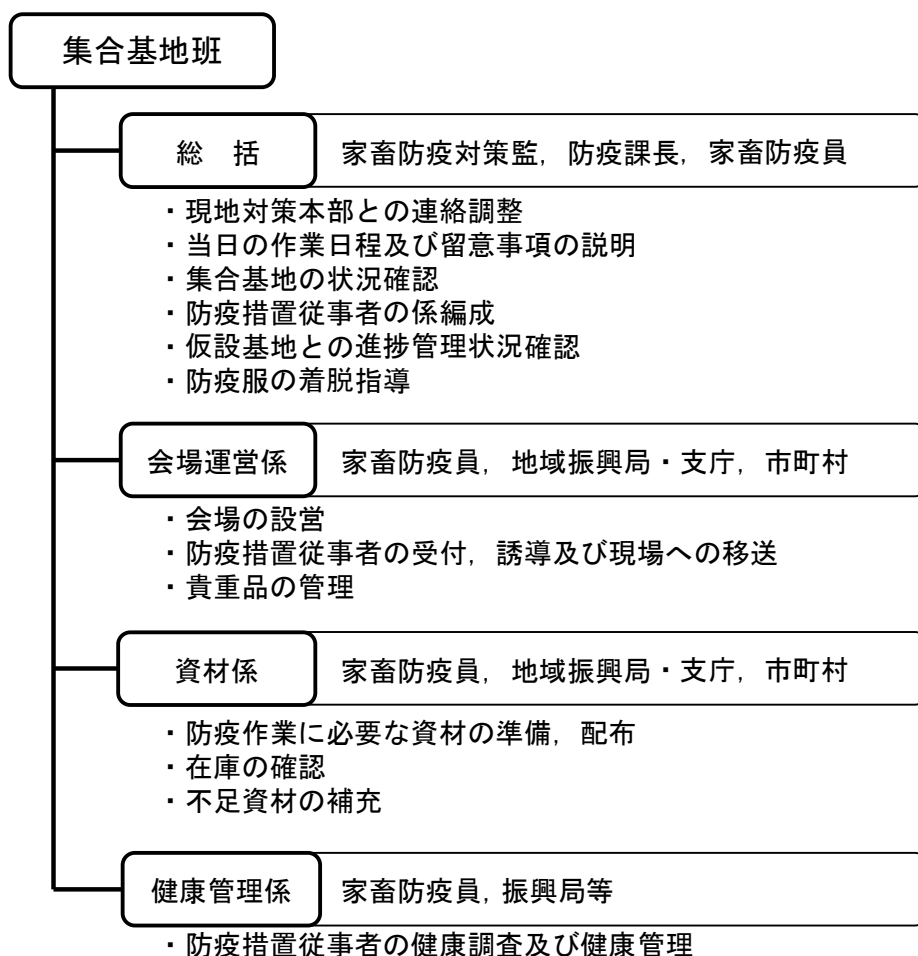 集合基地班
総　括　家畜防疫対策監，防疫課長，家畜防疫員
・現地対策本部との連絡調整
・当日の作業日程及び留意事項の説明
・集合基地の状況確認
・防疫措置従事者の係編成
・仮設基地との進捗管理状況確認
・防疫服の着脱指導
会場運営係　家畜防疫員，地域振興局・支庁，市町村
・会場の設営
・防疫措置従事者の受付，誘導及び現場への移送
・貴重品の管理
資材係　家畜防疫員，地域振興局・支庁，市町村
・防疫作業に必要な資材の準備，配布
・在庫の確認
・不足資材の補充
健康管理係　家畜防疫員，振興局等
・防疫措置従事者の健康調査及び健康管理